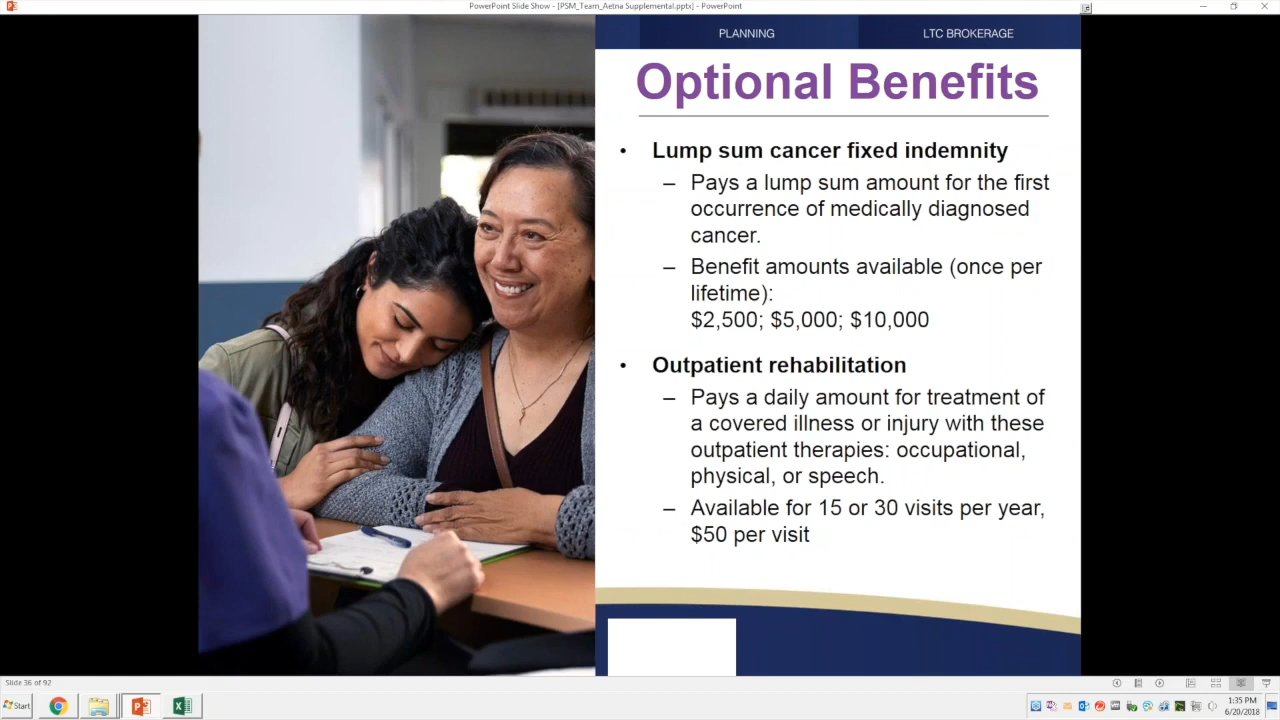 PowerPoint Slide Show - [PSM_Team_Aetna Supplemental.pptx] - PowerPoint
PLANNING
LTC BROKERAGE
Optional Benefits
• Lump sum cancer fixed indemnity
– Pays a lump sum amount for the first
occurrence of medically diagnosed
cancer.
– Benefit amounts available (once per
lifetime):
$2,500; $5,000; $10,000
• Outpatient rehabilitation
– Pays a daily amount for treatment of
a covered illness or injury with these
outpatient therapies: occupational,
physical, or speech.
– Available for 15 or 30 visits per year,
$50 per visit
Slide 36 of 92
Start
1:35 PM
6/20/2018